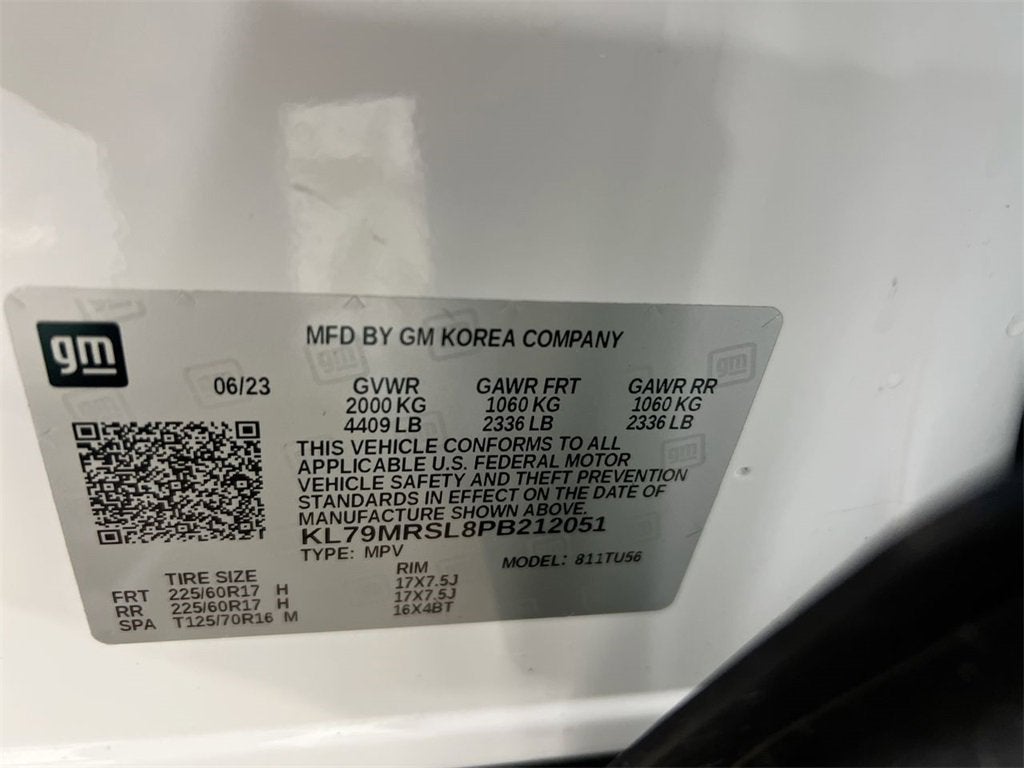 gm
MFD BY GM KOREA COMPANY
06/23 GVWR GAWR FRT GAWR RR
2000 KG 1060 KG 1060 KG
4409 LB 2336 LB 2336 LB
THIS VEHICLE CONFORMS TO ALL
APPLICABLE U.S. FEDERAL MOTOR
VEHICLE SAFETY AND THEFT PREVENTION
STANDARDS IN EFFECT ON THE DATE OF
MANUFACTURE SHOWN ABOVE.
KL79MRSL8PB212051
TYPE: MPV MODEL: 811TU56
TIRE SIZE RIM
FRT 225/60R17 H 17X7.5J
RR 225/60R17 H 17X7.5J
SPA T125/70R16 M 16X4BT